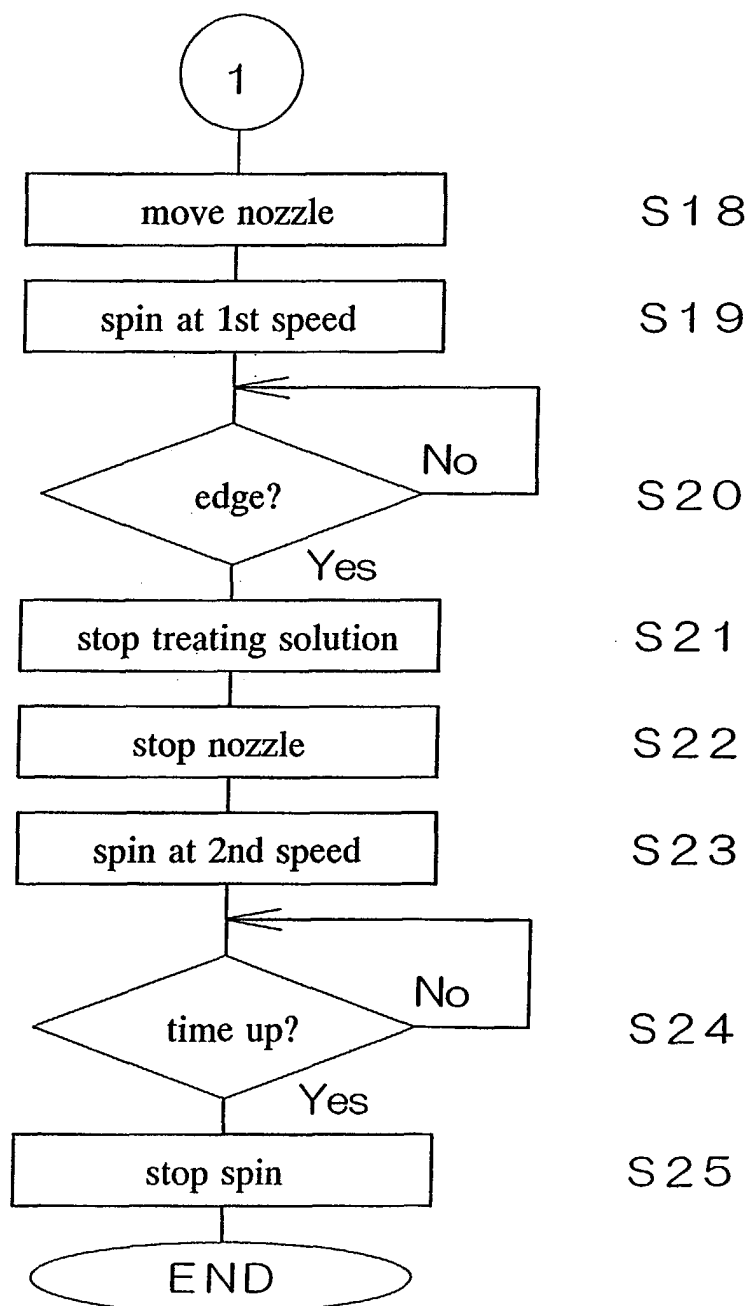 1
move nozzle S18
spin at 1st speed S19
No
edge? S20
Yes
stop treating solution S21
stop nozzle S22
spin at 2nd speed S23
No
time up? S24
Yes
stop spin S25
END